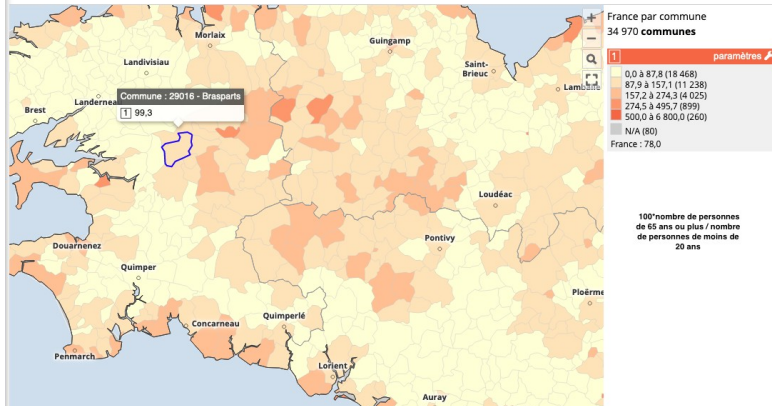 Morlaix
Guingamp
Landivisiau
Saint-
Brieuc
Lamballe
Landerneau
Commune : 29016 - Brasparts
1 99,3
Brest
Loudéac
Douarnenez
Pontivy
Quimper
Ploërme
Quimperlé
Concarneau
Penmarch
Lorient
Auray
+
−
France par commune
34 970 communes
1 paramètres
0,0 à 87,8 (18 468)
87,9 à 157,1 (11 238)
157,2 à 274,3 (4 025)
274,5 à 495,7 (899)
500,0 à 6 800,0 (260)
N/A (80)
France : 78,0
100*nombre de personnes
de 65 ans ou plus / nombre
de personnes de moins de
20 ans